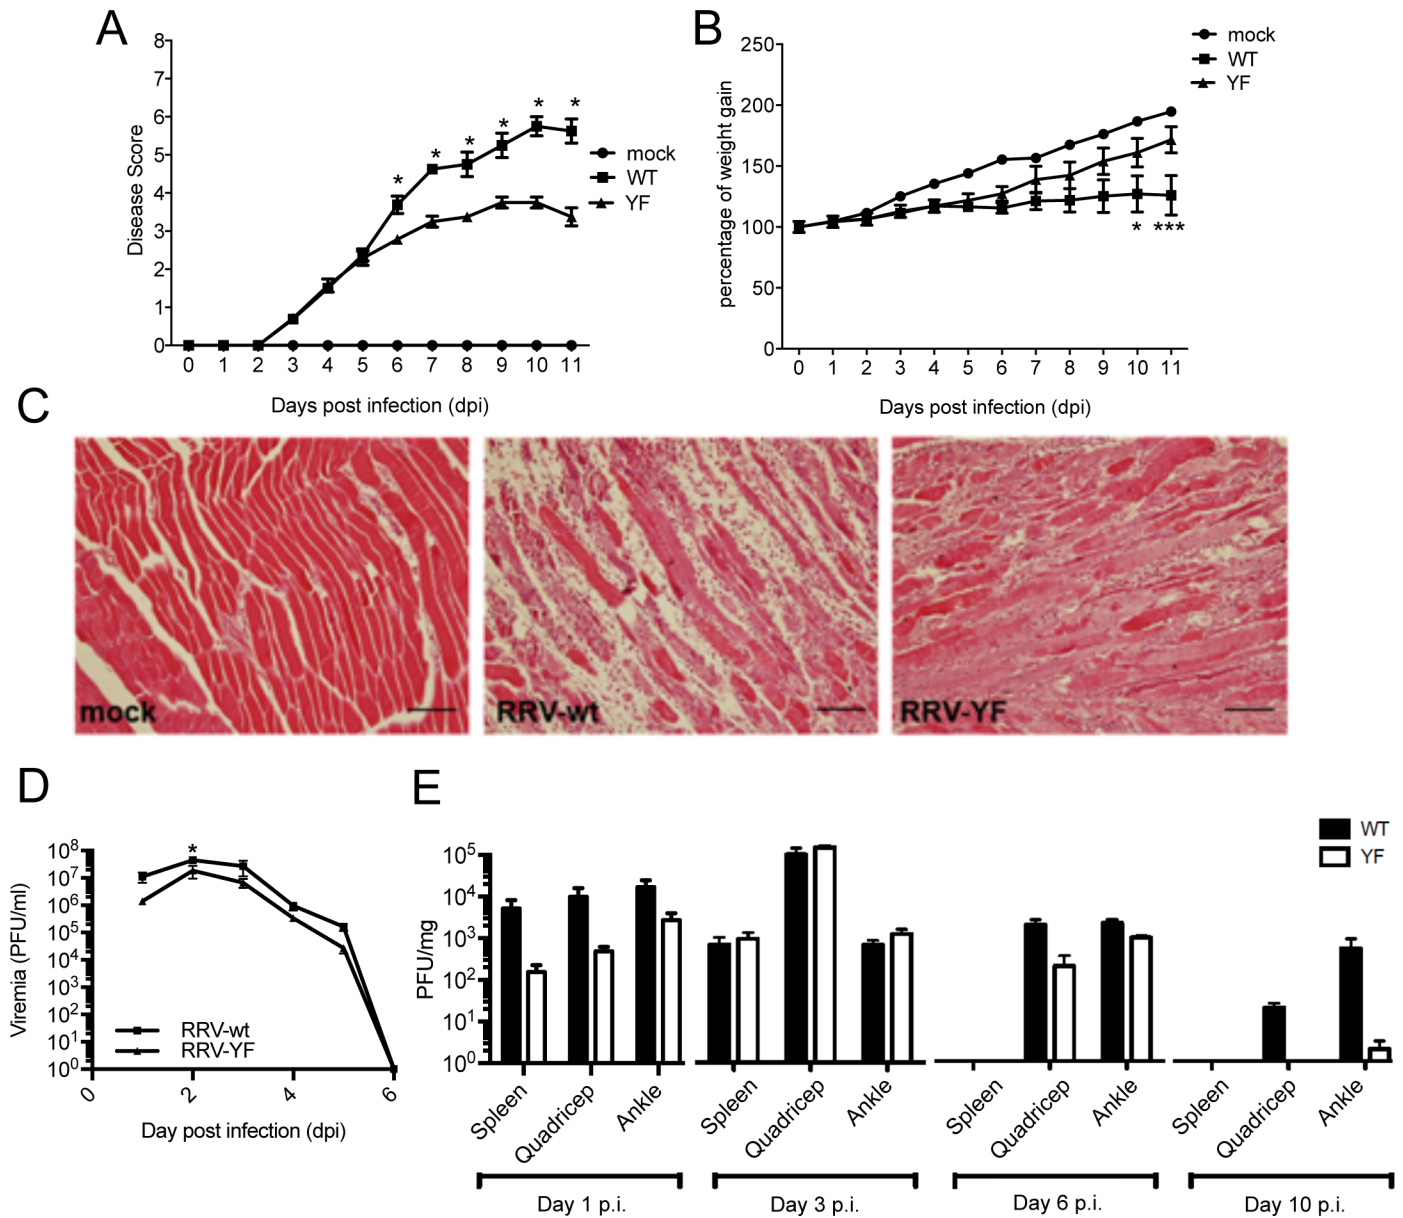 A
8
7
6
5
4
3
2
1
0
Disease Score
* * * * * *
mock
WT
YF
0 1 2 3 4 5 6 7 8 9 10 11
Days post infection (dpi)
B
250
200
150
100
50
0
percentage of weight gain
mock
WT
YF
* ***
0 1 2 3 4 5 6 7 8 9 10 11
Days post infection (dpi)
C
mock
RRV-wt
RRV-YF
D
10^8
10^7
10^6
10^5
10^4
10^3
10^2
10^1
10^0
Viremia (PFU/ml)
*
RRV-wt
RRV-YF
0 2 4 6
Day post infection (dpi)
E
WT
YF
10^5
10^4
10^3
10^2
10^1
10^0
PFU/mg
Spleen Quadricep Ankle
Day 1 p.i.
Spleen Quadricep Ankle
Day 3 p.i.
Spleen Quadricep Ankle
Day 6 p.i.
Spleen Quadricep Ankle
Day 10 p.i.